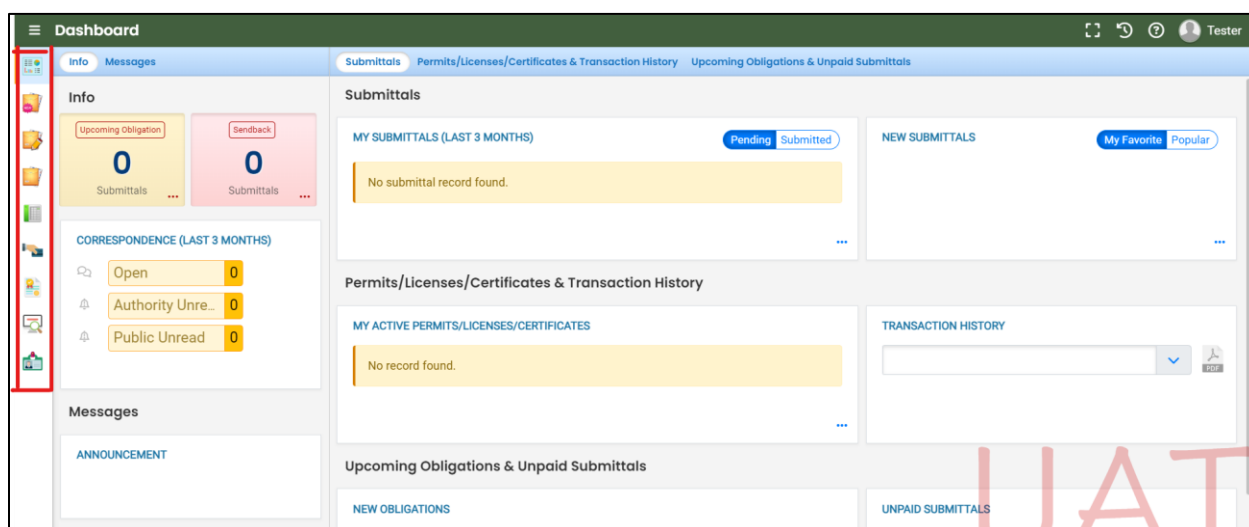 Dashboard
Tester
Info Messages
Submittals Permits/Licenses/Certificates & Transaction History Upcoming Obligations & Unpaid Submittals
Info
Upcoming Obligation
0
Submittals
...
Sendback
0
Submittals
...
CORRESPONDENCE (LAST 3 MONTHS)
Open 0
Authority Unre... 0
Public Unread 0
Messages
ANNOUNCEMENT
Submittals
MY SUBMITTALS (LAST 3 MONTHS) Pending Submitted
No submittal record found.
...
NEW SUBMITTALS My Favorite Popular
...
Permits/Licenses/Certificates & Transaction History
MY ACTIVE PERMITS/LICENSES/CERTIFICATES
No record found.
...
TRANSACTION HISTORY
PDF
Upcoming Obligations & Unpaid Submittals
NEW OBLIGATIONS
UNPAID SUBMITTALS
UAT